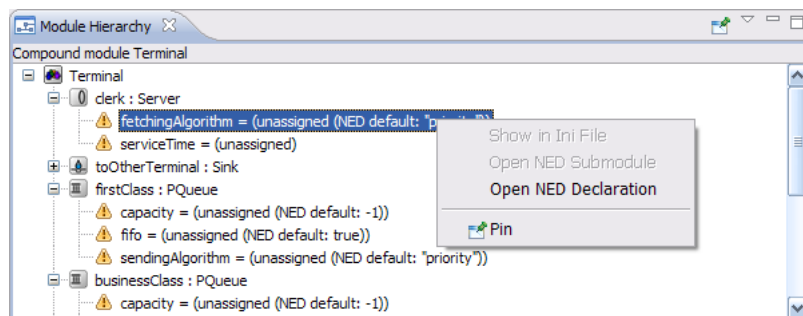 Module Hierarchy
Compound module Terminal
Terminal
clerk : Server
fetchingAlgorithm = (unassigned (NED default: "priority"))
serviceTime = (unassigned)
toOtherTerminal : Sink
firstClass : PQueue
capacity = (unassigned (NED default: -1))
fifo = (unassigned (NED default: true))
sendingAlgorithm = (unassigned (NED default: "priority"))
businessClass : PQueue
capacity = (unassigned (NED default: -1))
Show in Ini File
Open NED Submodule
Open NED Declaration
Pin